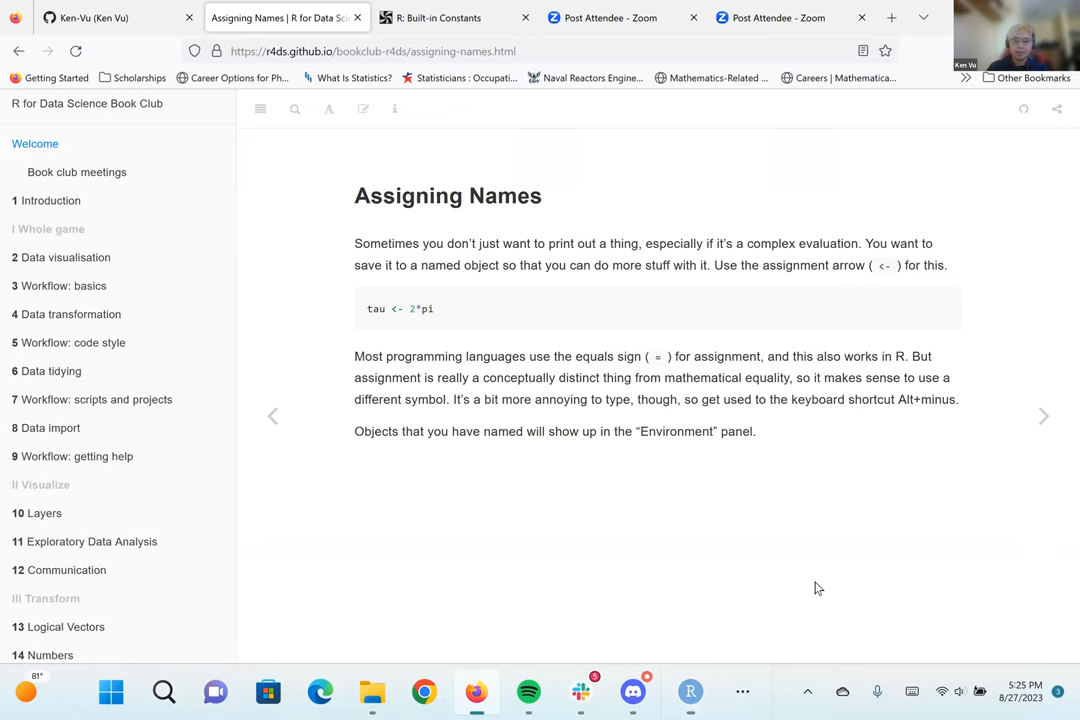 Ken-Vu (Ken Vu)
Assigning Names | R for Data Sci
R: Built-in Constants
Post Attendee - Zoom
Post Attendee - Zoom
https://r4ds.github.io/bookclub-r4ds/assigning-names.html
Ken Vu
Getting Started
Scholarships
Career Options for Ph...
What Is Statistics?
Statisticians : Occupati...
Naval Reactors Engine...
Mathematics-Related ...
Careers | Mathematica...
Other Bookmarks
R for Data Science Book Club
Welcome
Book club meetings
1 Introduction
I Whole game
2 Data visualisation
3 Workflow: basics
4 Data transformation
5 Workflow: code style
6 Data tidying
7 Workflow: scripts and projects
8 Data import
9 Workflow: getting help
II Visualize
10 Layers
11 Exploratory Data Analysis
12 Communication
III Transform
13 Logical Vectors
14 Numbers
Assigning Names
Sometimes you don't just want to print out a thing, especially if it's a complex evaluation. You want to
save it to a named object so that you can do more stuff with it. Use the assignment arrow ( <- ) for this.
tau <- 2*pi
Most programming languages use the equals sign ( = ) for assignment, and this also works in R. But
assignment is really a conceptually distinct thing from mathematical equality, so it makes sense to use a
different symbol. It's a bit more annoying to type, though, so get used to the keyboard shortcut Alt+minus.
Objects that you have named will show up in the “Environment” panel.
81°
5
R
5:25 PM
8/27/2023
3